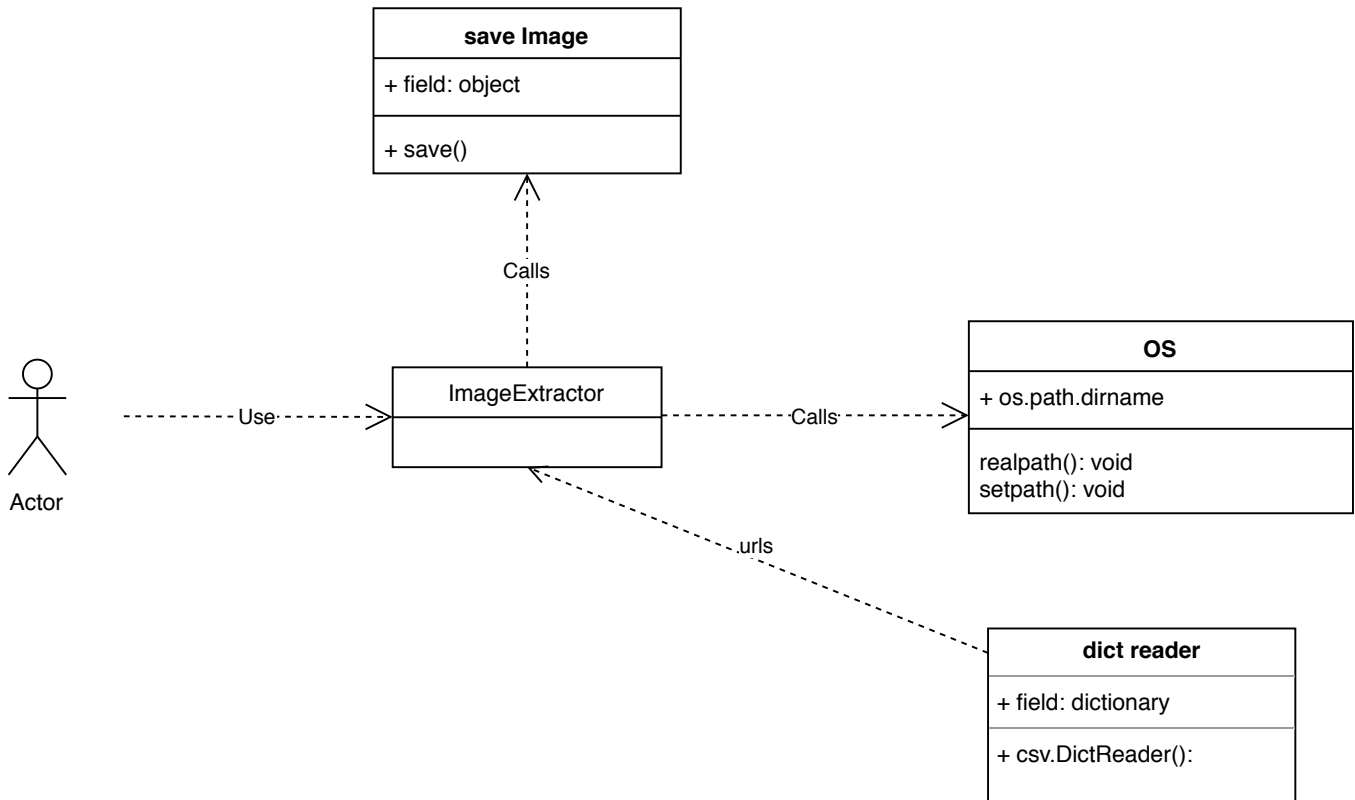 save Image
+ field: object
+ save()
Calls
ImageExtractor
Use
Calls
Actor
OS
+ os.path.dirname
realpath(): void
setpath(): void
urls
dict reader
+ field: dictionary
+ csv.DictReader():